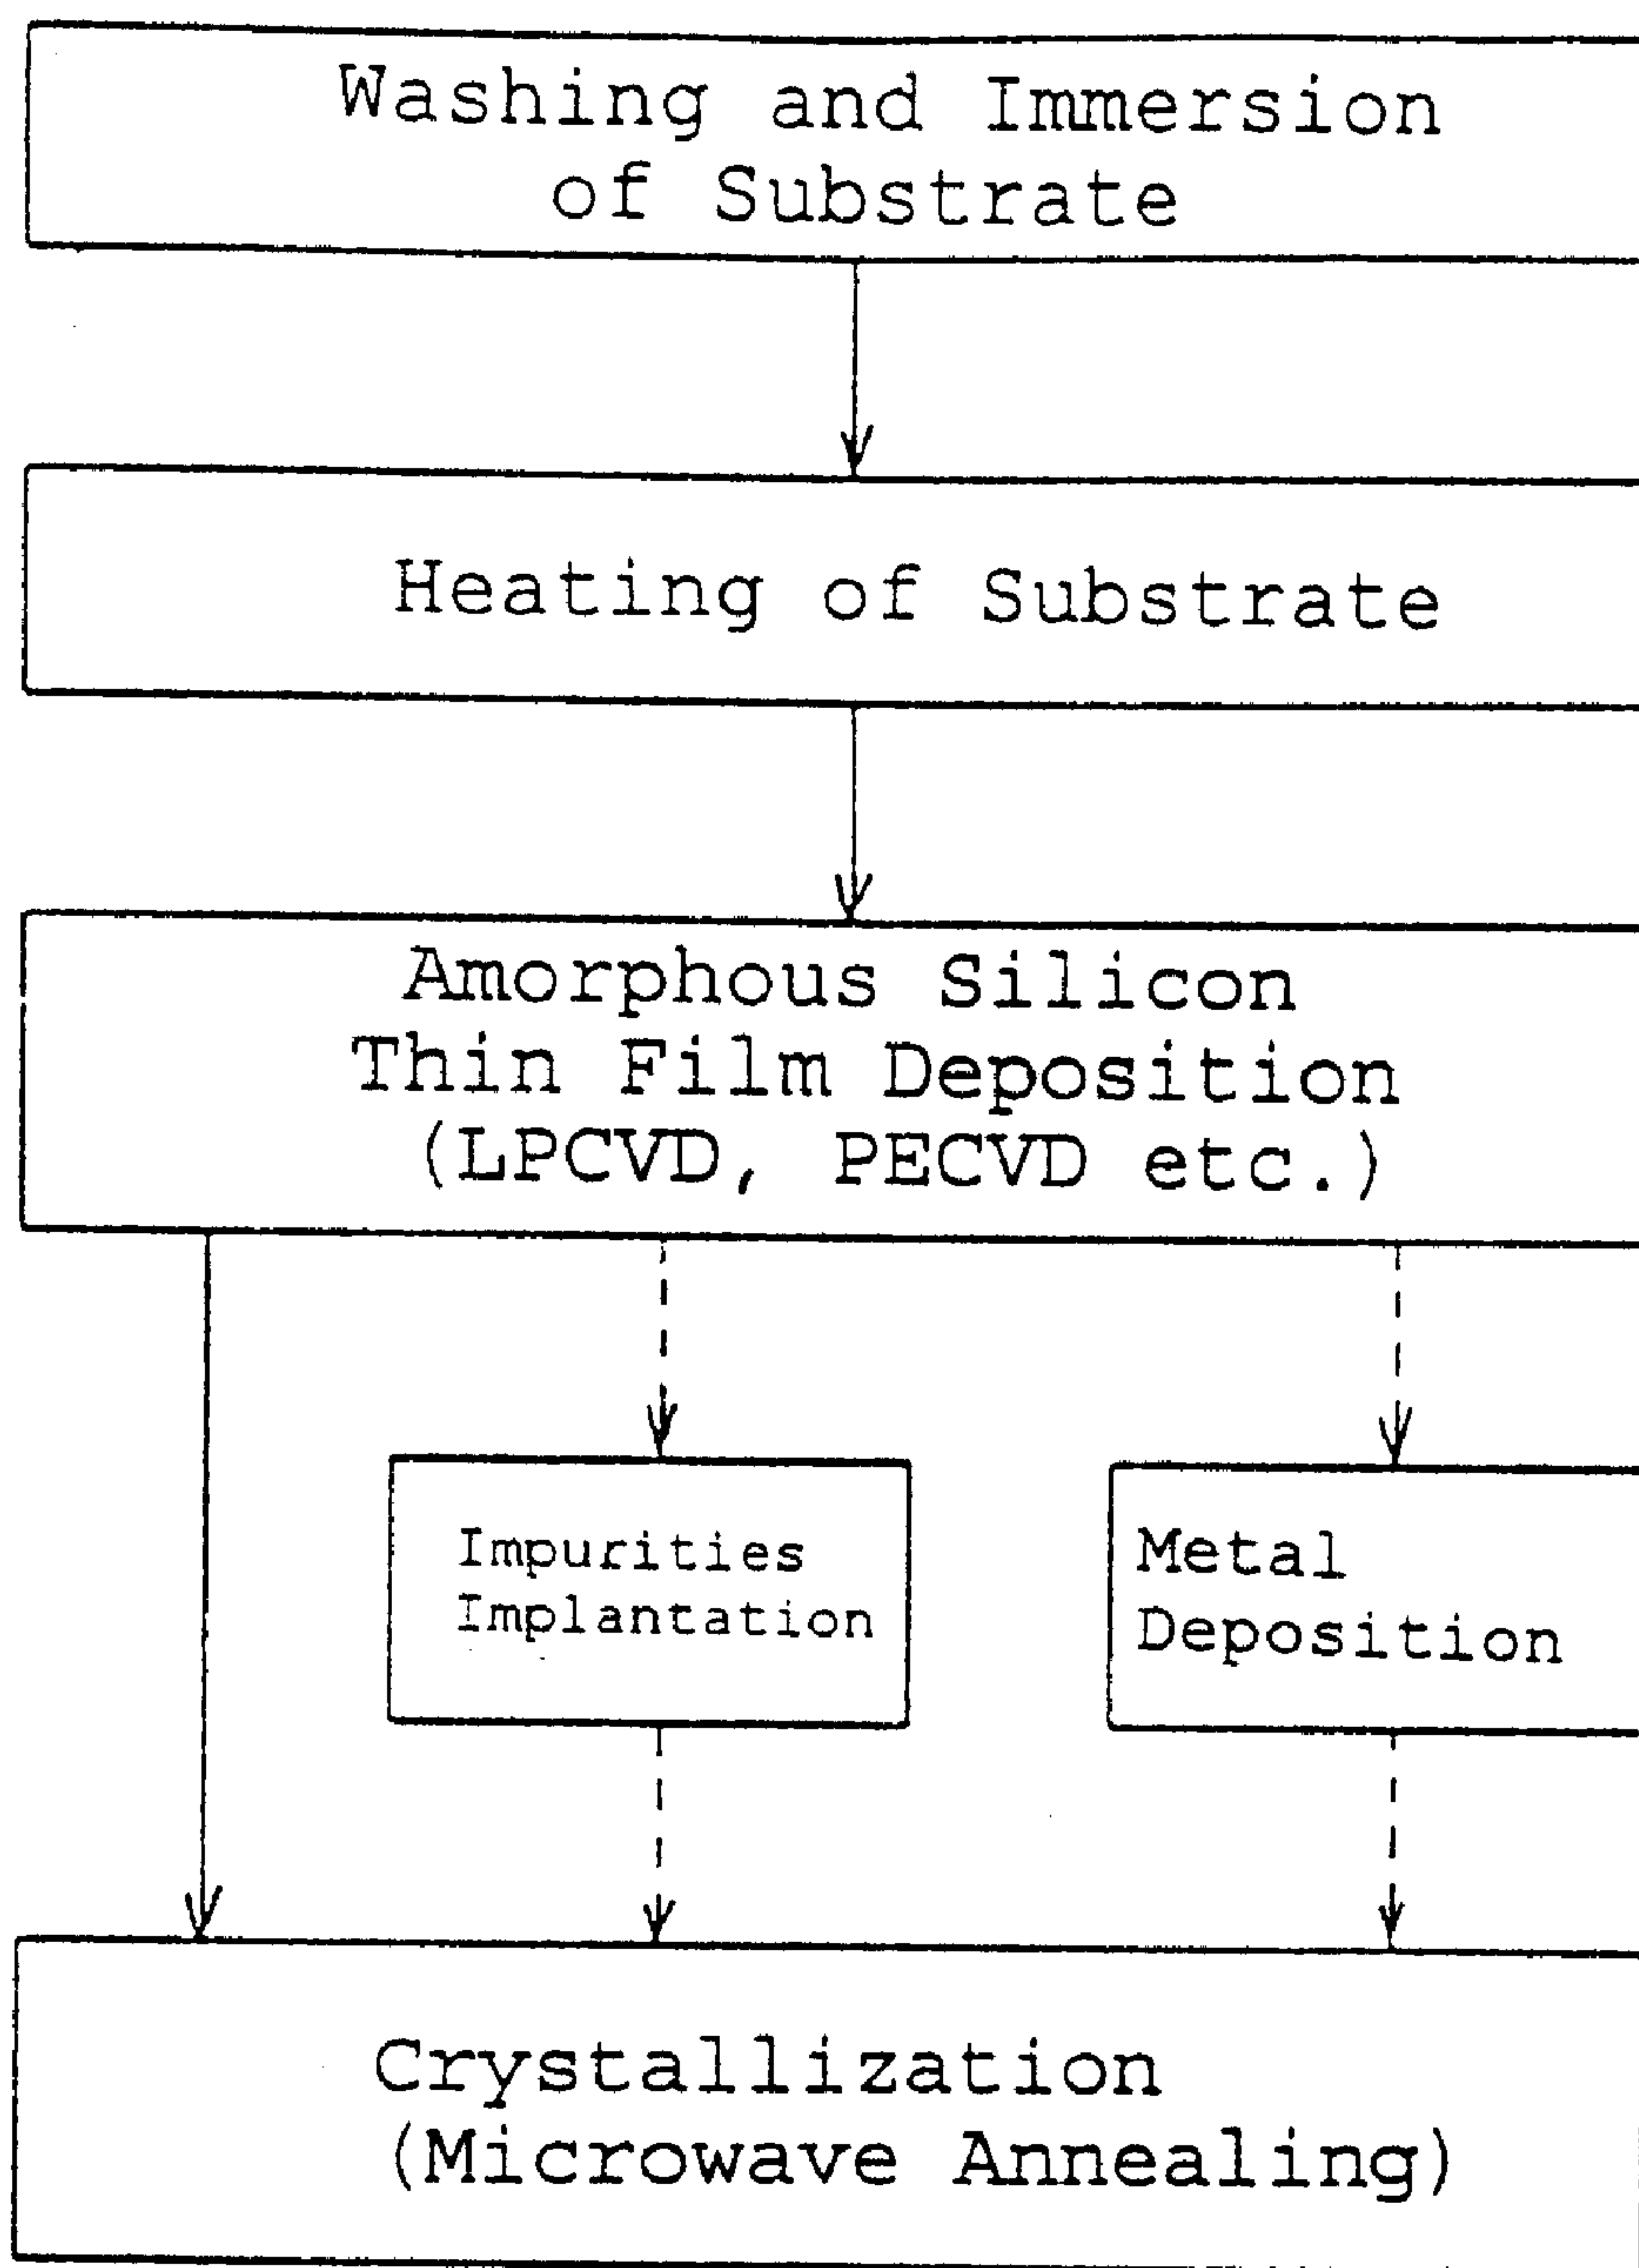 Washing and Immersion
of Substrate
Heating of Substrate
Amorphous Silicon
Thin Film Deposition
(LPCVD, PECVD etc.)
Impurities
Implantation
Metal
Deposition
Crystallization
(Microwave Annealing)